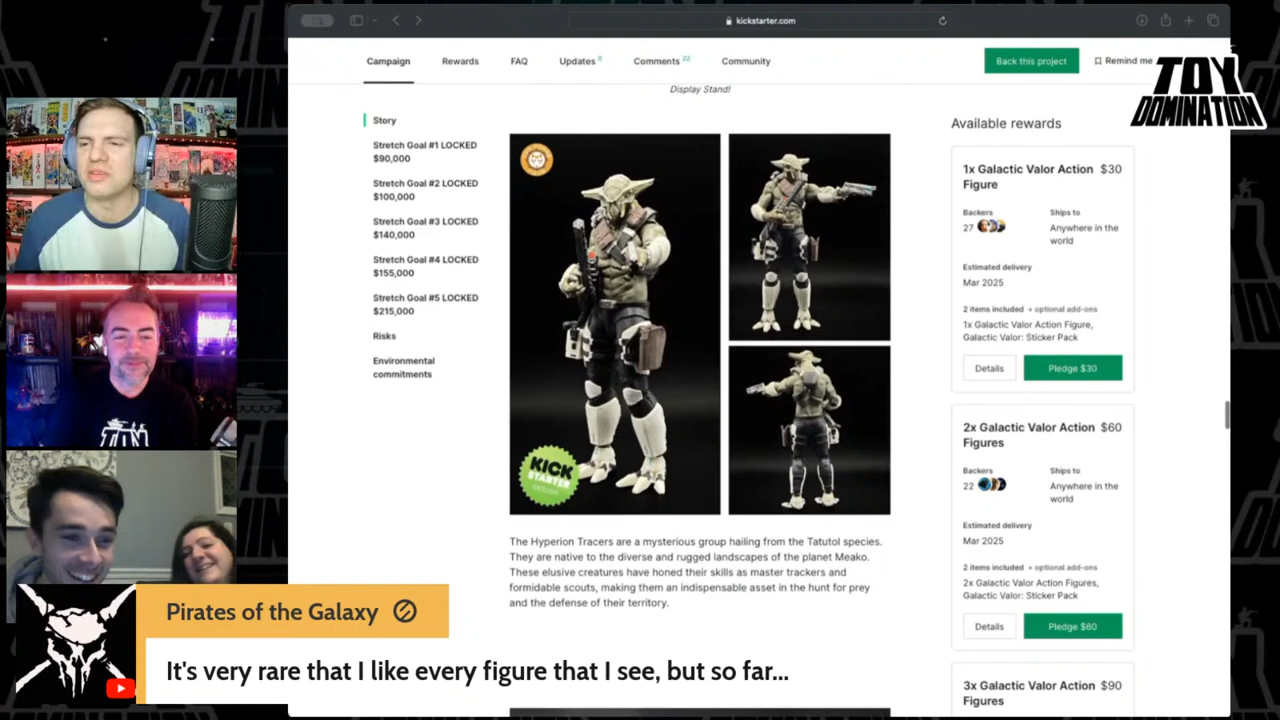 kickstarter.com
Campaign
Rewards
FAQ
Updates 0
Comments 22
Community
Back this project
Remind me
TOY
DOMINATION
Display Stand!
Story
Stretch Goal #1 LOCKED
$90,000
Stretch Goal #2 LOCKED
$100,000
Stretch Goal #3 LOCKED
$140,000
Stretch Goal #4 LOCKED
$155,000
Stretch Goal #5 LOCKED
$215,000
Risks
Environmental
commitments
KICK
STARTER
The Hyperion Tracers are a mysterious group hailing from the Tatutol species.
They are native to the diverse and rugged landscapes of the planet Meako.
These elusive creatures have honed their skills as master trackers and
formidable scouts, making them an indispensable asset in the hunt for prey
and the defense of their territory.
Available rewards
1x Galactic Valor Action $30
Figure
Backers
27
Ships to
Anywhere in the
world
Estimated delivery
Mar 2025
2 items included + optional add-ons
1x Galactic Valor Action Figure,
Galactic Valor: Sticker Pack
Details
Pledge $30
2x Galactic Valor Action $60
Figures
Backers
22
Ships to
Anywhere in the
world
Estimated delivery
Mar 2025
2 items included + optional add-ons
2x Galactic Valor Action Figures,
Galactic Valor: Sticker Pack
Details
Pledge $60
3x Galactic Valor Action $90
Figures
Pirates of the Galaxy
It's very rare that I like every figure that I see, but so far...